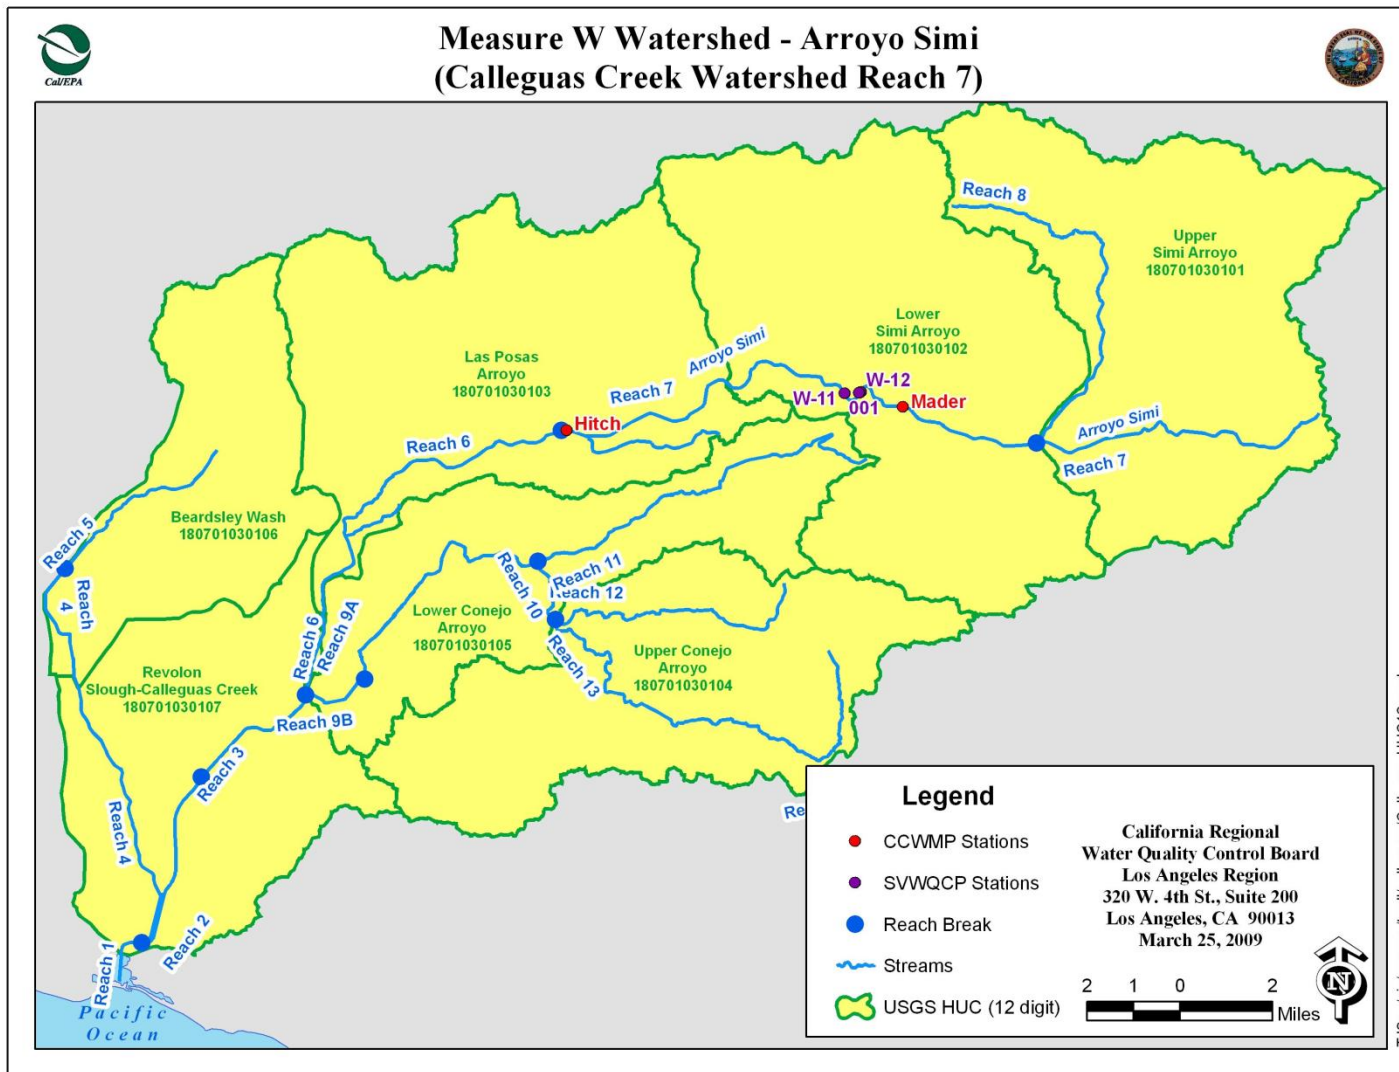 Measure W Watershed - Arroyo Simi
(Calleguas Creek Watershed Reach 7)
Cal/EPA
Reach 8
Upper
Simi Arroyo
180701030101
Lower
Simi Arroyo
180701030102
Las Posas
Arroyo
180701030103
Arroyo Simi
Reach 7
W-12
W-11
001
Mader
Hitch
Reach 6
Arroyo Simi
Reach 7
Beardsley Wash
180701030106
Reach 5
Reach
4
Reach 11
Reach 10
Reach 12
Reach 9A
Reach 6
Lower Conejo
Arroyo
180701030105
Upper Conejo
Arroyo
180701030104
Reach 13
Revolon
Slough-Calleguas Creek
180701030107
Reach 9B
Reach 3
Reach 4
Reach 2
Reach 1
Pacific
Ocean
Legend
CCWMP Stations
SVWQCP Stations
Reach Break
Streams
USGS HUC (12 digit)
California Regional
Water Quality Control Board
Los Angeles Region
320 W. 4th St., Suite 200
Los Angeles, CA 90013
March 25, 2009
N
2 1 0 2
Miles